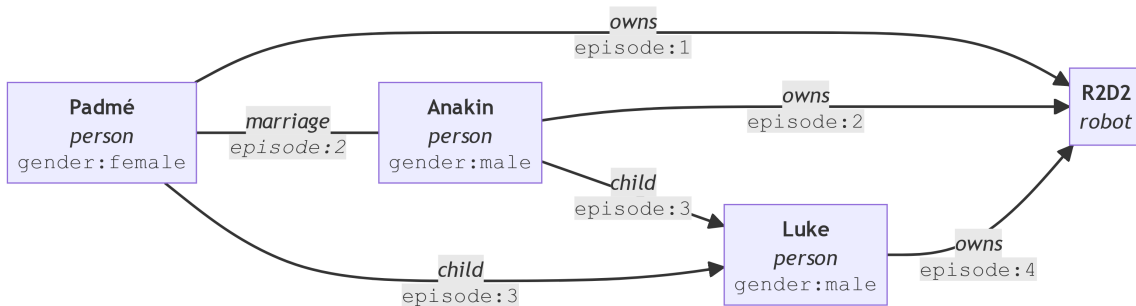 owns
episode:1
Padmé
person
gender:female
marriage
episode:2
Anakin
person
gender:male
owns
episode:2
R2D2
robot
child
episode:3
Luke
person
gender:male
owns
episode:4
child
episode:3